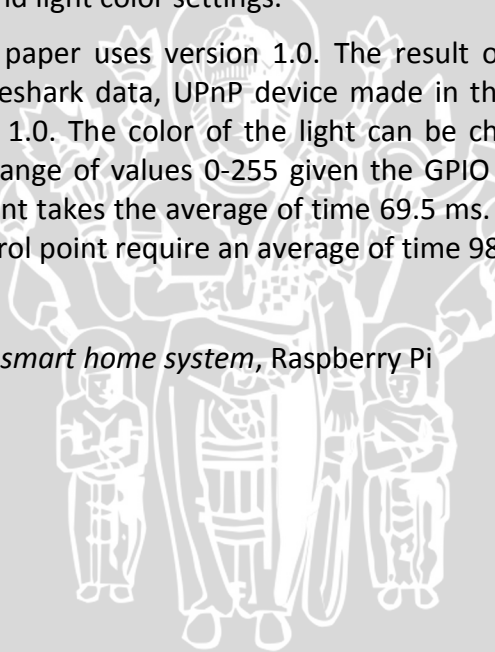 nd light color settings.
paper uses version 1.0. The result o
eshark data, UPnP device made in th
1.0. The color of the light can be ch
ange of values 0-255 given the GPIO
nt takes the average of time 69.5 ms.
rol point require an average of time 98
smart home system, Raspberry Pi